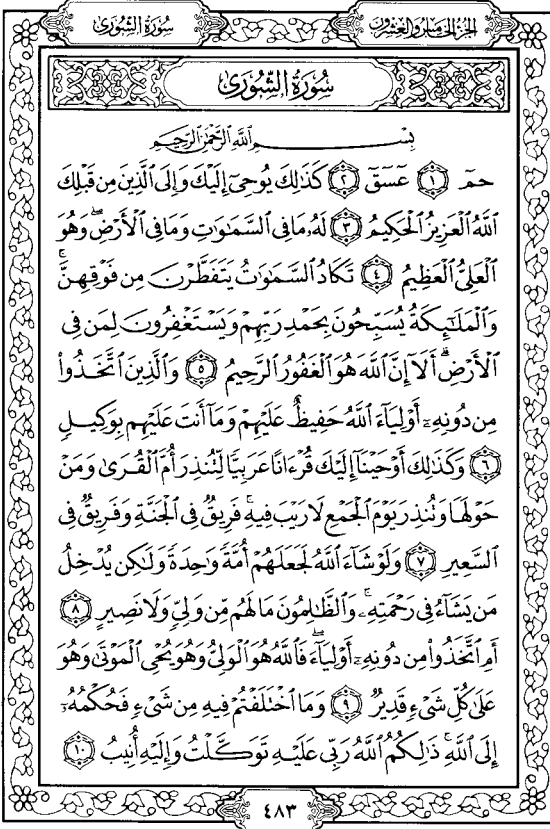 الجزء الخامس والعشرون
سورة الشورى
سُورَةُ الشُّورَىٰ
بِسْمِ اللَّهِ الرَّحْمَٰنِ الرَّحِيمِ
حمٓ ١ عٓسٓقٓ ٢ كَذَٰلِكَ يُوحِىٓ إِلَيْكَ وَإِلَى ٱلَّذِينَ مِن قَبْلِكَ
ٱللَّهُ ٱلْعَزِيزُ ٱلْحَكِيمُ ٣ لَهُۥ مَا فِى ٱلسَّمَٰوَٰتِ وَمَا فِى ٱلْأَرْضِۖ وَهُوَ
ٱلْعَلِىُّ ٱلْعَظِيمُ ٤ تَكَادُ ٱلسَّمَٰوَٰتُ يَتَفَطَّرْنَ مِن فَوْقِهِنَّۚ
وَٱلْمَلَٰٓئِكَةُ يُسَبِّحُونَ بِحَمْدِ رَبِّهِمْ وَيَسْتَغْفِرُونَ لِمَن فِى
ٱلْأَرْضِۗ أَلَآ إِنَّ ٱللَّهَ هُوَ ٱلْغَفُورُ ٱلرَّحِيمُ ٥ وَٱلَّذِينَ ٱتَّخَذُوا۟
مِن دُونِهِۦٓ أَوْلِيَآءَ ٱللَّهُ حَفِيظٌ عَلَيْهِمْ وَمَآ أَنتَ عَلَيْهِم بِوَكِيلٍ
٦ وَكَذَٰلِكَ أَوْحَيْنَآ إِلَيْكَ قُرْءَانًا عَرَبِيًّا لِّتُنذِرَ أُمَّ ٱلْقُرَىٰ وَمَنْ
حَوْلَهَا وَتُنذِرَ يَوْمَ ٱلْجَمْعِ لَا رَيْبَ فِيهِۚ فَرِيقٌ فِى ٱلْجَنَّةِ وَفَرِيقٌ فِى
ٱلسَّعِيرِ ٧ وَلَوْ شَآءَ ٱللَّهُ لَجَعَلَهُمْ أُمَّةً وَٰحِدَةً وَلَٰكِن يُدْخِلُ
مَن يَشَآءُ فِى رَحْمَتِهِۦۚ وَٱلظَّٰلِمُونَ مَا لَهُم مِّن وَلِىٍّ وَلَا نَصِيرٍ ٨
أَمِ ٱتَّخَذُوا۟ مِن دُونِهِۦٓ أَوْلِيَآءَۖ فَٱللَّهُ هُوَ ٱلْوَلِىُّ وَهُوَ يُحْىِ ٱلْمَوْتَىٰ وَهُوَ
عَلَىٰ كُلِّ شَىْءٍ قَدِيرٌ ٩ وَمَا ٱخْتَلَفْتُمْ فِيهِ مِن شَىْءٍ فَحُكْمُهُۥٓ
إِلَى ٱللَّهِۚ ذَٰلِكُمُ ٱللَّهُ رَبِّى عَلَيْهِ تَوَكَّلْتُ وَإِلَيْهِ أُنِيبُ ١٠
٤٨٣